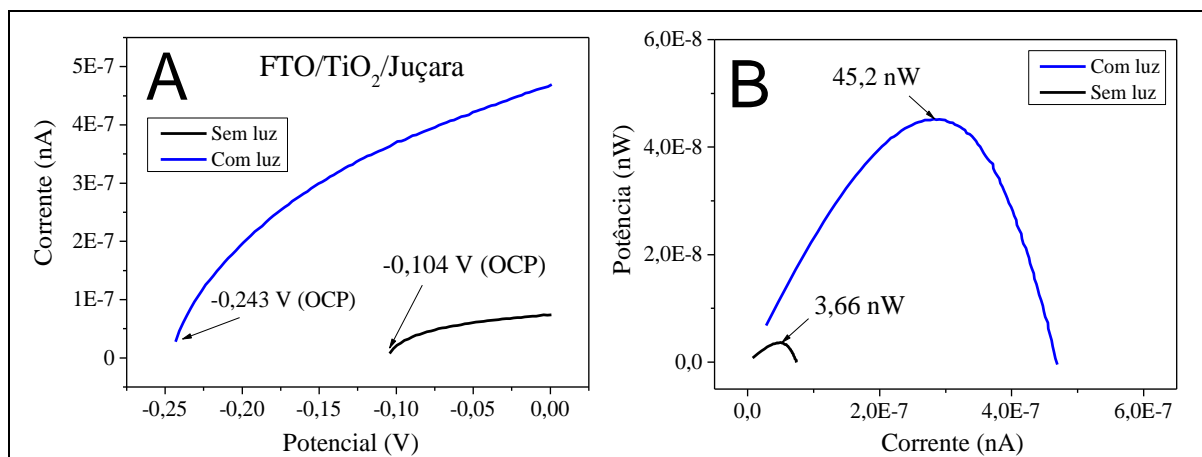 A
FTO/TiO₂/Juçara
Sem luz
Com luz
-0,243 V (OCP)
-0,104 V (OCP)
5E-7
4E-7
3E-7
2E-7
1E-7
0
Corrente (nA)
-0,25
-0,20
-0,15
-0,10
-0,05
0,00
Potencial (V)
B
45,2 nW
Com luz
Sem luz
3,66 nW
6,0E-8
4,0E-8
2,0E-8
0,0
Potência (nW)
0,0
2,0E-7
4,0E-7
6,0E-7
Corrente (nA)